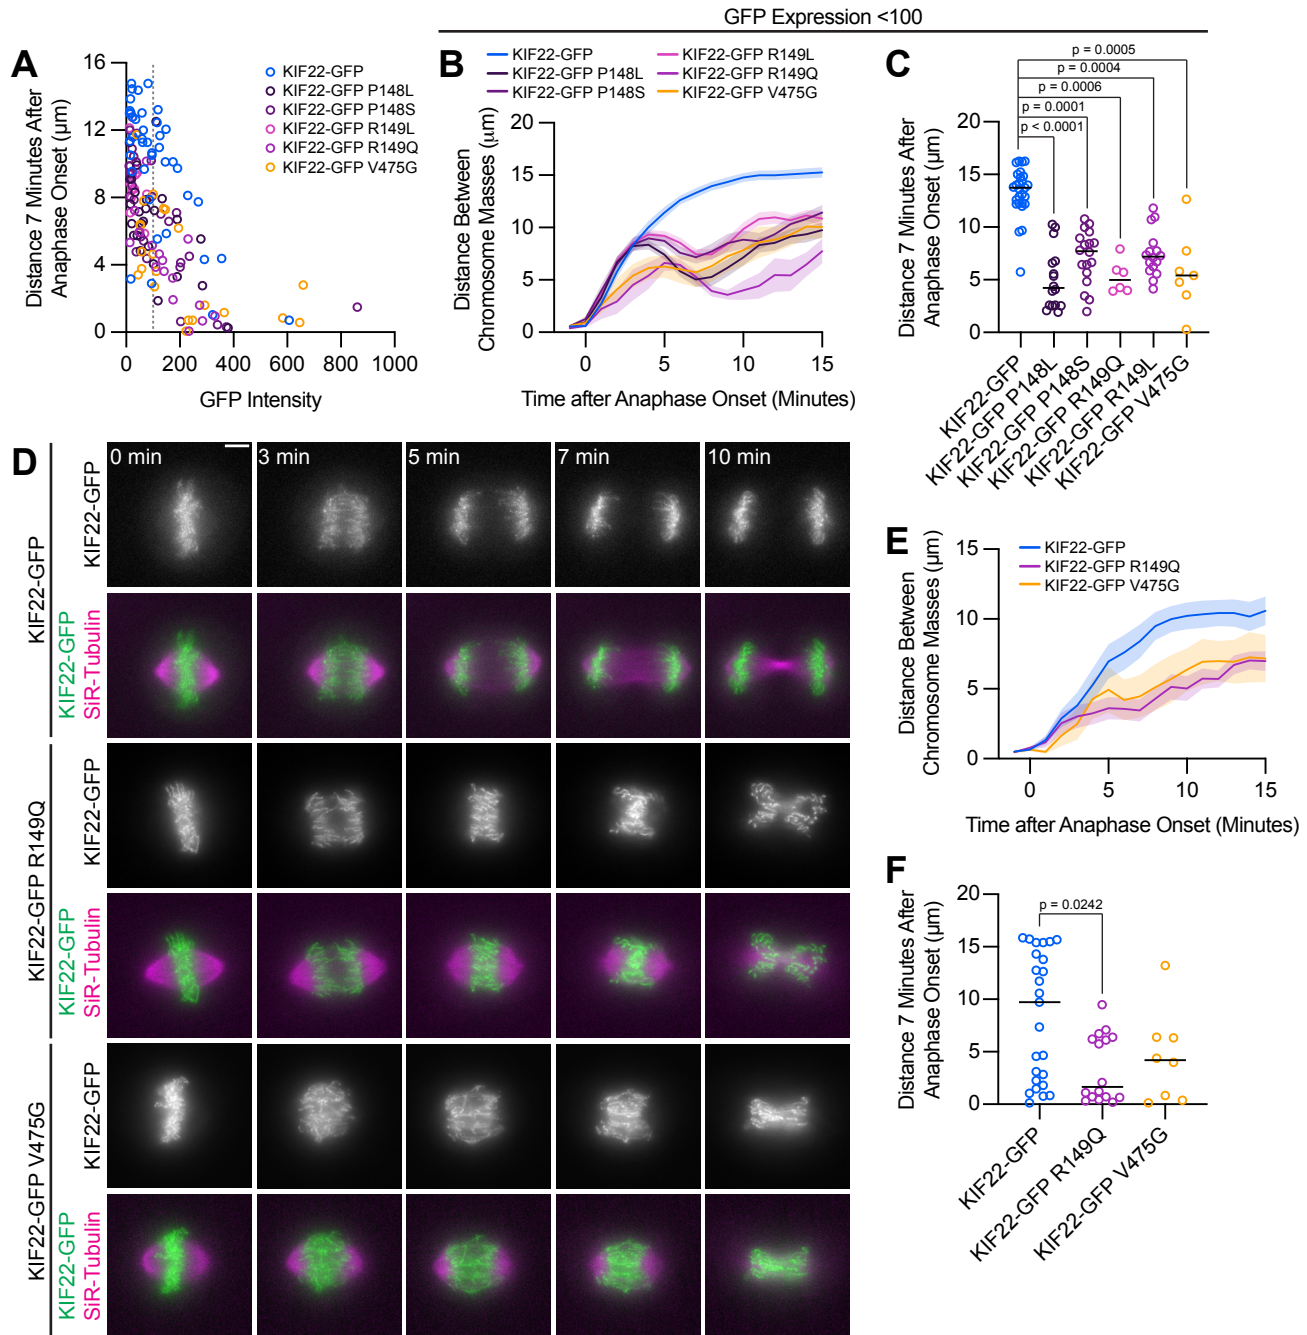 GFP Expression <100
A
16
12
8
4
0
0
200
400
600
800
1000
Distance 7 Minutes After
Anaphase Onset (µm)
GFP Intensity
KIF22-GFP
KIF22-GFP P148L
KIF22-GFP P148S
KIF22-GFP R149L
KIF22-GFP R149Q
KIF22-GFP V475G
B
KIF22-GFP
KIF22-GFP P148L
KIF22-GFP P148S
KIF22-GFP R149L
KIF22-GFP R149Q
KIF22-GFP V475G
20
15
10
5
0
0
5
10
15
Distance Between
Chromosome Masses (µm)
Time after Anaphase Onset (Minutes)
C
p = 0.0005
p = 0.0004
p = 0.0006
p = 0.0001
p < 0.0001
20
15
10
5
0
Distance 7 Minutes After
Anaphase Onset (µm)
KIF22-GFP
KIF22-GFP P148L
KIF22-GFP P148S
KIF22-GFP R149Q
KIF22-GFP R149L
KIF22-GFP V475G
D
0 min
3 min
5 min
7 min
10 min
KIF22-GFP
KIF22-GFP
KIF22-GFP
SiR-Tubulin
KIF22-GFP R149Q
KIF22-GFP
KIF22-GFP
SiR-Tubulin
KIF22-GFP V475G
KIF22-GFP
KIF22-GFP
SiR-Tubulin
E
KIF22-GFP
KIF22-GFP R149Q
KIF22-GFP V475G
15
10
5
0
0
5
10
15
Distance Between
Chromosome Masses (µm)
Time after Anaphase Onset (Minutes)
F
p = 0.0242
20
15
10
5
0
Distance 7 Minutes After
Anaphase Onset (µm)
KIF22-GFP
KIF22-GFP R149Q
KIF22-GFP V475G